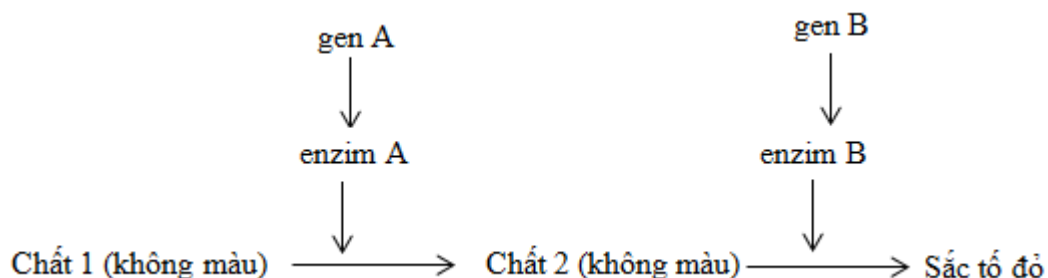 gen A
gen B
enzim A
enzim B
Chất 1 (không màu)
Chất 2 (không màu)
Sắc tố đỏ